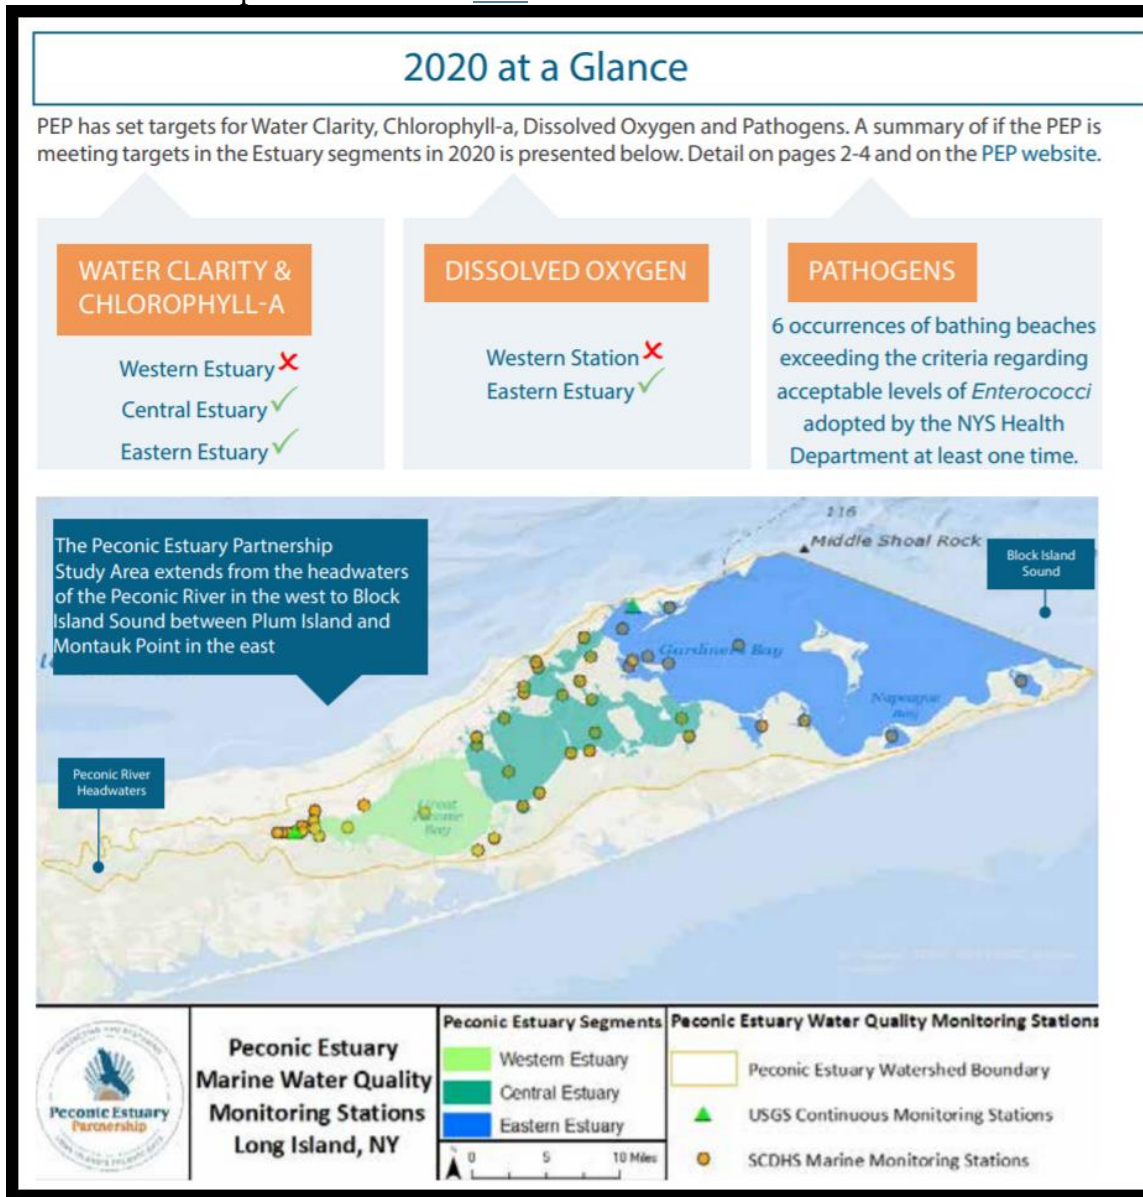 2020 at a Glance
PEP has set targets for Water Clarity, Chlorophyll-a, Dissolved Oxygen and Pathogens. A summary of if the PEP is
meeting targets in the Estuary segments in 2020 is presented below. Detail on pages 2-4 and on the PEP website.
WATER CLARITY &
CHLOROPHYLL-A
Western Estuary ✘
Central Estuary ✓
Eastern Estuary ✓
DISSOLVED OXYGEN
Western Station ✘
Eastern Estuary ✓
PATHOGENS
6 occurrences of bathing beaches
exceeding the criteria regarding
acceptable levels of Enterococci
adopted by the NYS Health
Department at least one time.
The Peconic Estuary Partnership
Study Area extends from the headwaters
of the Peconic River in the west to Block
Island Sound between Plum Island and
Montauk Point in the east
116
Middle Shoal Rock
Block Island
Sound
Gardiners Bay
Napeague
Bay
Peconic River
Headwaters
Great
Peconic
Bay
Peconic Estuary
Partnership
Peconic Estuary
Marine Water Quality
Monitoring Stations
Long Island, NY
Peconic Estuary Segments
Western Estuary
Central Estuary
Eastern Estuary
N
0 5 10 Miles
Peconic Estuary Water Quality Monitoring Stations
Peconic Estuary Watershed Boundary
USGS Continuous Monitoring Stations
SCDHS Marine Monitoring Stations